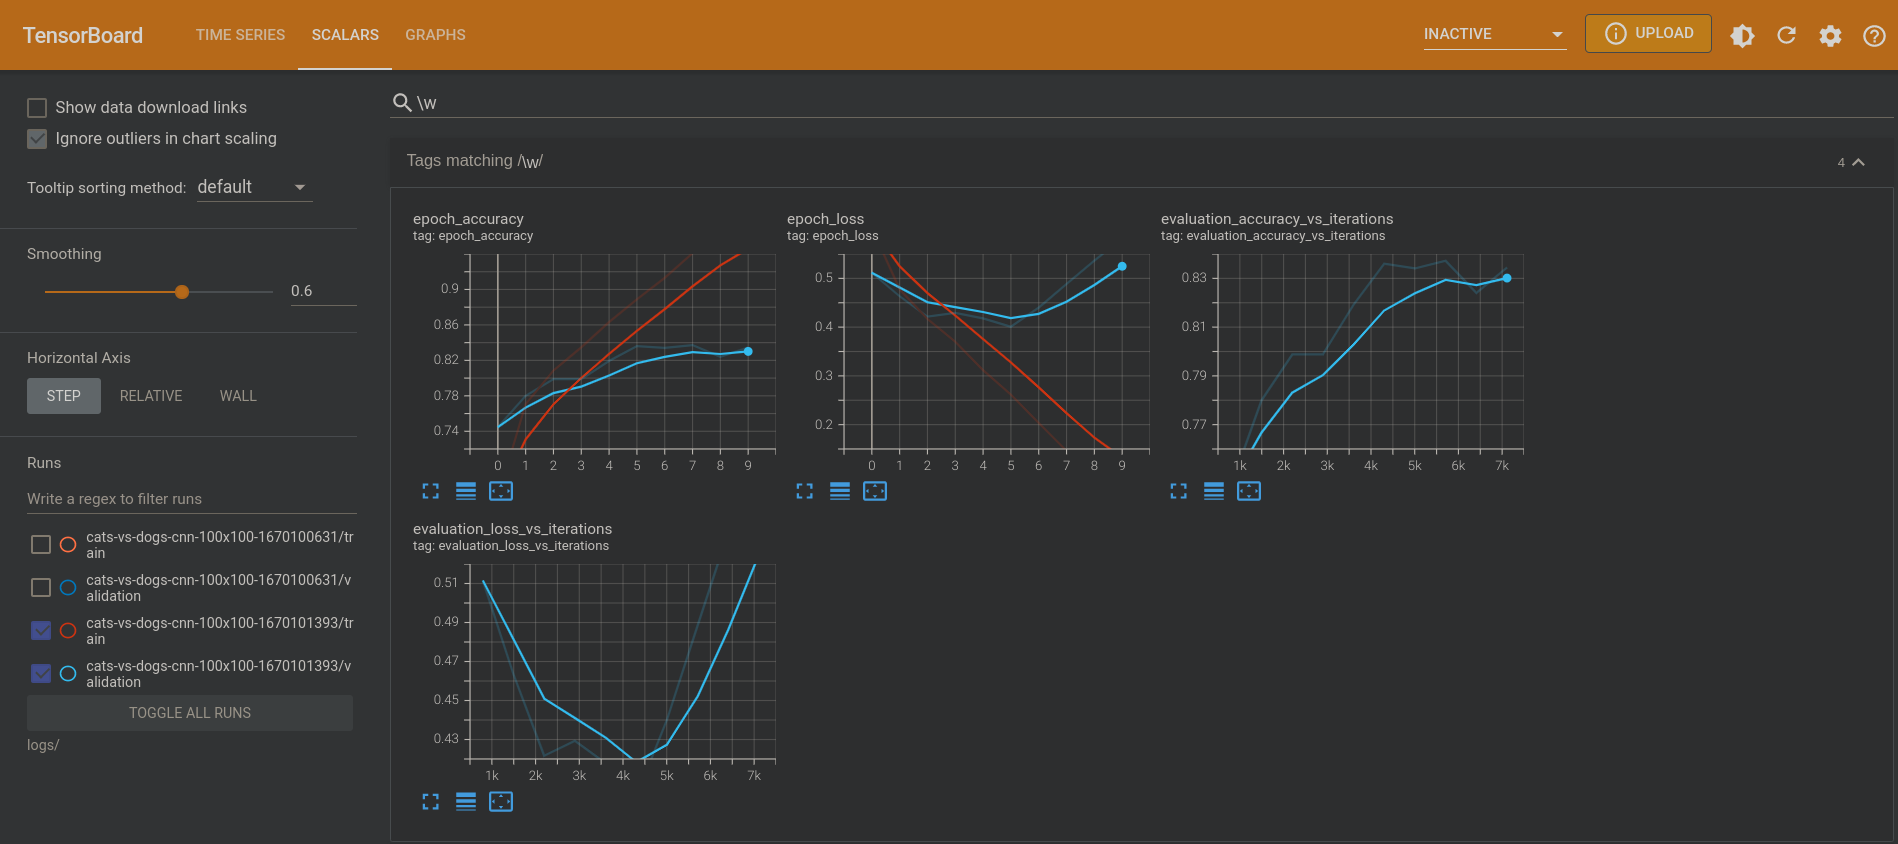 TensorBoard TIME SERIES SCALARS GRAPHS INACTIVE UPLOAD
Show data download links
Ignore outliers in chart scaling
Tooltip sorting method: default
Smoothing
0.6
Horizontal Axis
STEP RELATIVE WALL
Runs
Write a regex to filter runs
cats-vs-dogs-cnn-100x100-1670100631/tr
ain
cats-vs-dogs-cnn-100x100-1670100631/v
alidation
cats-vs-dogs-cnn-100x100-1670101393/tr
ain
cats-vs-dogs-cnn-100x100-1670101393/v
alidation
TOGGLE ALL RUNS
logs/
\w
Tags matching /\w/ 4
epoch_accuracy
tag: epoch_accuracy
0.9
0.86
0.82
0.78
0.74
0 1 2 3 4 5 6 7 8 9
epoch_loss
tag: epoch_loss
0.5
0.4
0.3
0.2
0 1 2 3 4 5 6 7 8 9
evaluation_accuracy_vs_iterations
tag: evaluation_accuracy_vs_iterations
0.83
0.81
0.79
0.77
1k 2k 3k 4k 5k 6k 7k
evaluation_loss_vs_iterations
tag: evaluation_loss_vs_iterations
0.51
0.49
0.47
0.45
0.43
1k 2k 3k 4k 5k 6k 7k